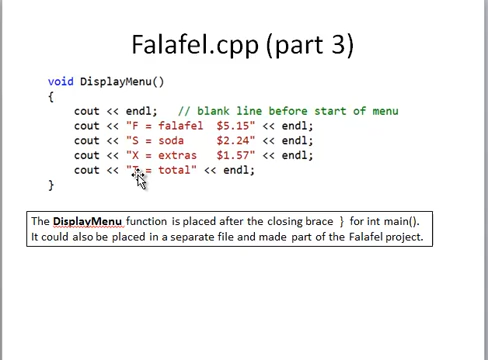 Falafel.cpp (part 3)
void DisplayMenu()
{
cout << endl;   // blank line before start of menu
cout << "F = falafel  $5.15" << endl;
cout << "S = soda     $2.24" << endl;
cout << "X = extras   $1.57" << endl;
cout << "T = total" << endl;
}
The DisplayMenu function is placed after the closing brace  }  for int main().
It could also be placed in a separate file and made part of the Falafel project.